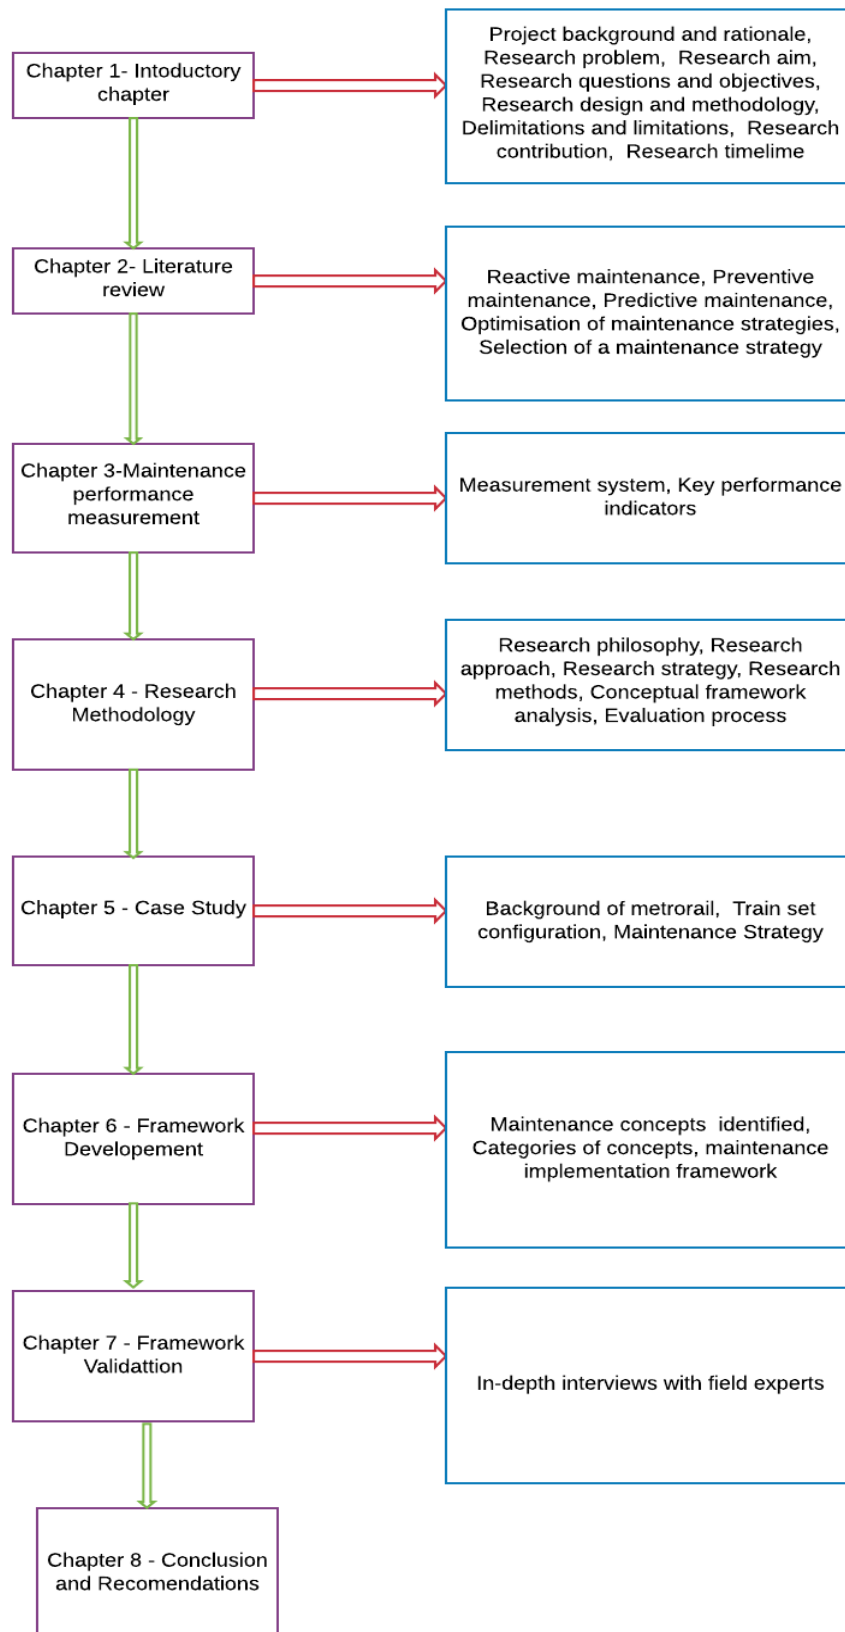 Chapter 1- Intoductory
chapter
Project background and rationale,
Research problem,  Research aim,
Research questions and objectives,
Research design and methodology,
Delimitations and limitations,  Research
contribution,  Research timelime
Chapter 2- Literature
review
Reactive maintenance, Preventive
maintenance, Predictive maintenance,
Optimisation of maintenance strategies,
Selection of a maintenance strategy
Chapter 3-Maintenance
performance
measurement
Measurement system, Key performance
indicators
Chapter 4 - Research
Methodology
Research philosophy, Research
approach, Research strategy, Research
methods, Conceptual framework
analysis, Evaluation process
Chapter 5 - Case Study
Background of metrorail,  Train set
configuration, Maintenance Strategy
Chapter 6 - Framework
Developement
Maintenance concepts  identified,
Categories of concepts, maintenance
implementation framework
Chapter 7 - Framework
Validattion
In-depth interviews with field experts
Chapter 8 - Conclusion
and Recomendations